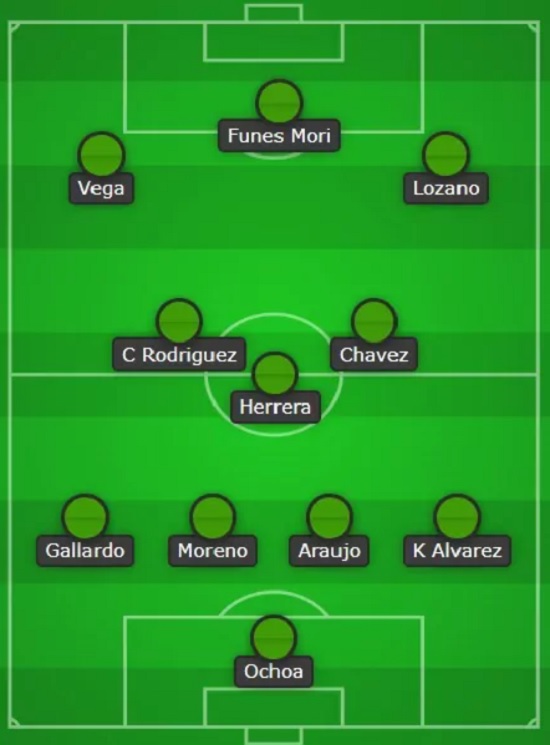 Funes Mori
Vega
Lozano
C Rodriguez
Chavez
Herrera
Gallardo
Moreno
Araujo
K Alvarez
Ochoa